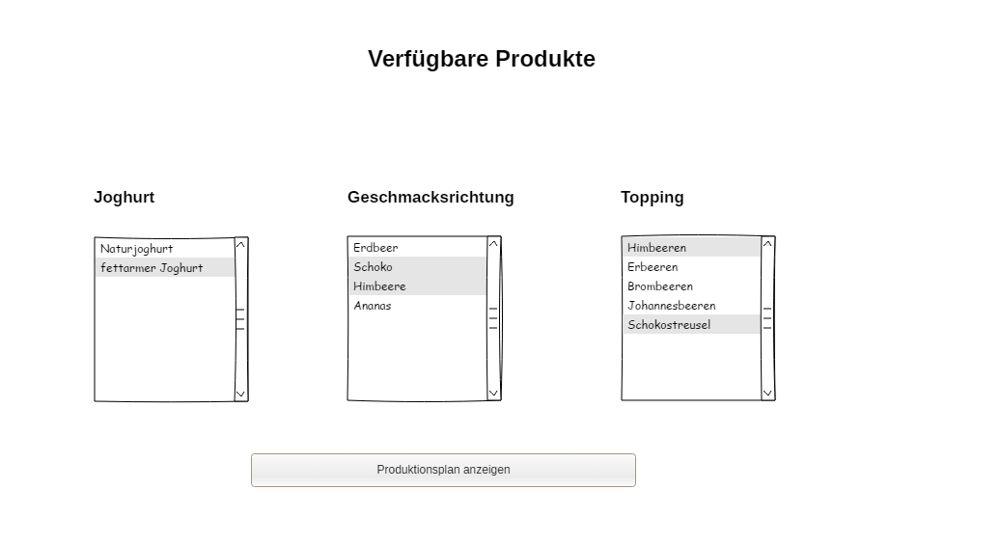 Verfügbare Produkte
Joghurt
Naturjoghurt
fettarmer Joghurt
Geschmacksrichtung
Erdbeer
Schoko
Himbeere
Ananas
Topping
Himbeeren
Erbeeren
Brombeeren
Johannesbeeren
Schokostreusel
Produktionsplan anzeigen